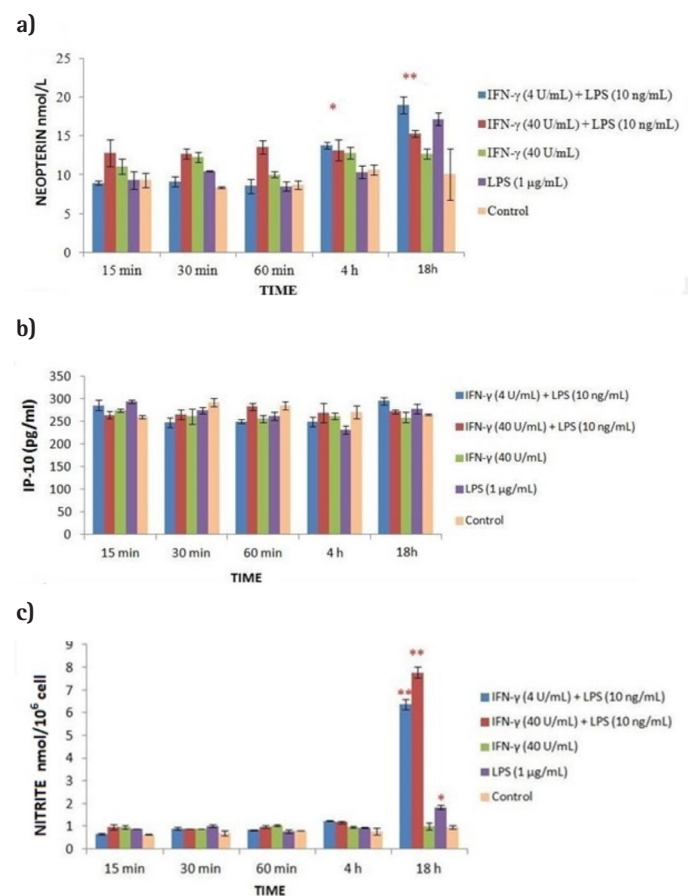 a)
NEOPTERIN nmol/L
25
20
15
10
5
0
*
**
15 min 30 min 60 min 4 h 18h
TIME
IFN-γ (4 U/mL) + LPS (10 ng/mL)
IFN-γ (40 U/mL) + LPS (10 ng/mL)
IFN-γ (40 U/mL)
LPS (1 µg/mL)
Control
b)
IP-10 (pg/ml)
350
300
250
200
150
100
50
0
15 min 30 min 60 min 4 h 18h
TIME
IFN-γ (4 U/mL) + LPS (10 ng/mL)
IFN-γ (40 U/mL) + LPS (10 ng/mL)
IFN-γ (40 U/mL)
LPS (1 µg/mL)
Control
c)
NITRITE nmol/10⁶ cell
9
8
7
6
5
4
3
2
1
0
**
**
*
15 min 30 min 60 min 4 h 18 h
TIME
IFN-γ (4 U/mL) + LPS (10 ng/mL)
IFN-γ (40 U/mL) + LPS (10 ng/mL)
IFN-γ (40 U/mL)
LPS (1 µg/mL)
Control